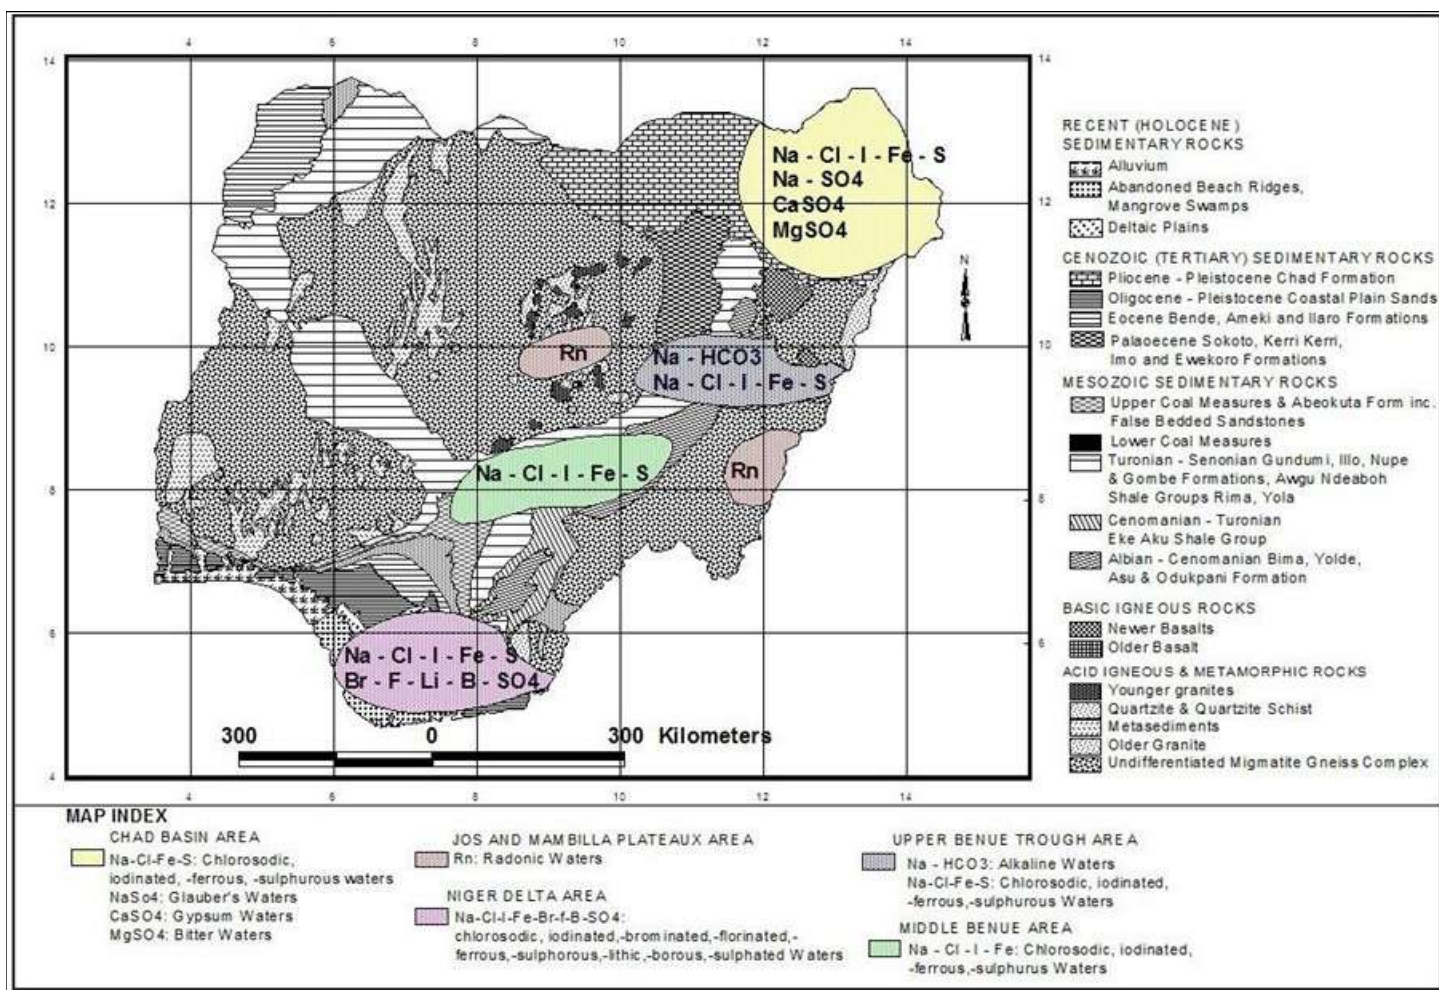 4 6 8 10 12 14
14 14
12 12
10 10
8 8
6 6
4
4 6 8 10 12 14
Na - Cl - I - Fe - S
Na - SO4
CaSO4
MgSO4
Rn
Na - HCO3
Na - Cl - I - Fe - S
Na - Cl - I - Fe - S
Rn
Na - Cl - I - Fe - S
Br - F - Li - B - SO4
300 0 300 Kilometers
N
RECENT (HOLOCENE)
SEDIMENTARY ROCKS
Alluvium
Abandoned Beach Ridges,
Mangrove Swamps
Deltaic Plains
CENOZOIC (TERTIARY) SEDIMENTARY ROCKS
Pliocene - Pleistocene Chad Formation
Oligocene - Pleistocene Coastal Plain Sands
Eocene Bende, Ameki and Ilaro Formations
Palaoecene Sokoto, Kerri Kerri,
Imo and Ewekoro Formations
MESOZOIC SEDIMENTARY ROCKS
Upper Coal Measures & Abeokuta Form inc.
False Bedded Sandstones
Lower Coal Measures
Turonian - Senonian Gundumi, Illo, Nupe
& Gombe Formations, Awgu Ndeaboh
Shale Groups Rima, Yola
Cenomanian - Turonian
Eke Aku Shale Group
Albian - Cenomanian Bima, Yolde,
Asu & Odukpani Formation
BASIC IGNEOUS ROCKS
Newer Basalts
Older Basalt
ACID IGNEOUS & METAMORPHIC ROCKS
Younger granites
Quartzite & Quartzite Schist
Metasediments
Older Granite
Undifferentiated Migmatite Gneiss Complex
MAP INDEX
CHAD BASIN AREA
Na-Cl-Fe-S: Chlorosodic,
iodinated, -ferrous, -sulphurous waters
NaSo4: Glauber's Waters
CaSO4: Gypsum Waters
MgSO4: Bitter Waters
JOS AND MAMBILLA PLATEAUX AREA
Rn: Radonic Waters
NIGER DELTA AREA
Na-Cl-I-Fe-Br-f-B-SO4:
chlorosodic, iodinated,-brominated,-florinated,-
ferrous,-sulphorous,-lithic,-borous,-sulphated Waters
UPPER BENUE TROUGH AREA
Na - HCO3: Alkaline Waters
Na-Cl-Fe-S: Chlorosodic, iodinated,
-ferrous,-sulphurous Waters
MIDDLE BENUE AREA
Na - Cl - I - Fe: Chlorosodic, iodinated,
-ferrous,-sulphurus Waters